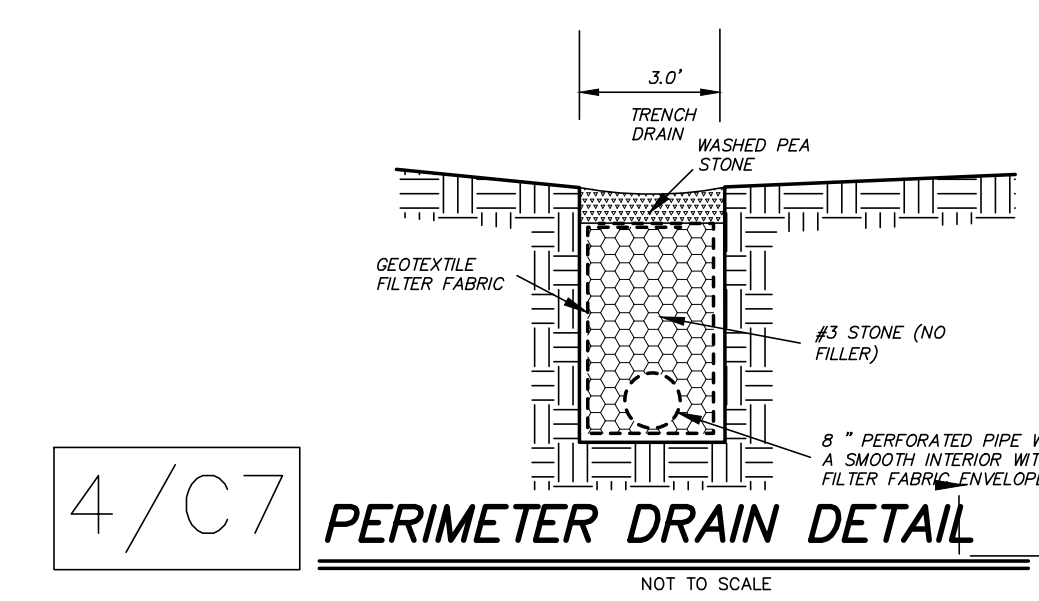 3.0'
TRENCH
DRAIN
WASHED PEA
STONE
GEOTEXTILE
FILTER FABRIC
#3 STONE (NO
FILLER)
8 " PERFORATED PIPE
A SMOOTH INTERIOR
FILTER FABRIC ENVELOPE
4/C7
PERIMETER DRAIN DETAIL
NOT TO SCALE